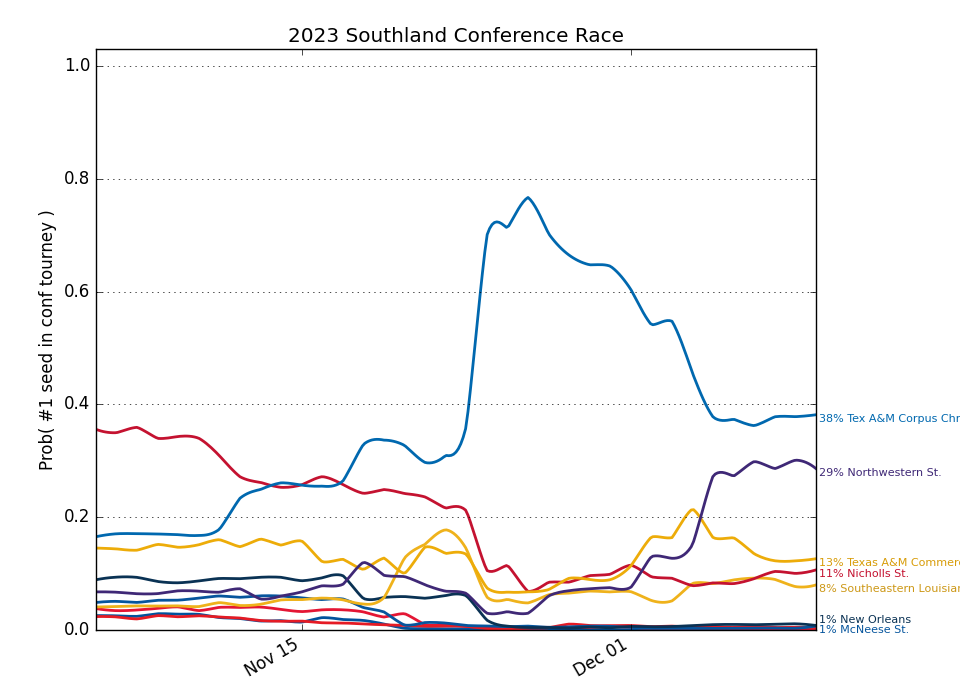 2023 Southland Conference Race
Prob( #1 seed in conf tourney )
1.0
0.8
0.6
0.4
0.2
0.0
Nov 15
Dec 01
38% Tex A&M Corpus Chr
29% Northwestern St.
13% Texas A&M Commerc
11% Nicholls St.
8% Southeastern Louisian
1% New Orleans
1% McNeese St.